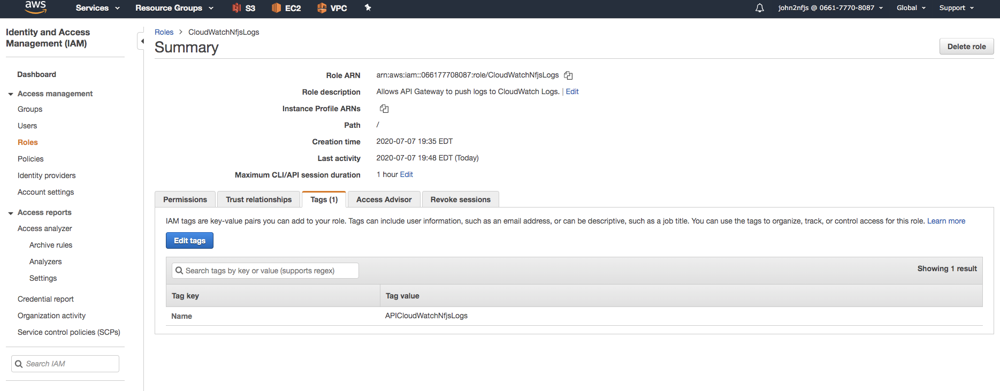 aws Services Resource Groups S3 EC2 VPC john2nfjs @ 0661-7770-8087 Global Support
Identity and Access
Management (IAM)
Dashboard
Access management
Groups
Users
Roles
Policies
Identity providers
Account settings
Access reports
Access analyzer
Archive rules
Analyzers
Settings
Credential report
Organization activity
Service control policies (SCPs)
Search IAM
Roles > CloudWatchNfjsLogs
Summary
Delete role
Role ARN arn:aws:iam::066177708087:role/CloudWatchNfjsLogs
Role description Allows API Gateway to push logs to CloudWatch Logs. | Edit
Instance Profile ARNs
Path /
Creation time 2020-07-07 19:35 EDT
Last activity 2020-07-07 19:48 EDT (Today)
Maximum CLI/API session duration 1 hour Edit
Permissions Trust relationships Tags (1) Access Advisor Revoke sessions
IAM tags are key-value pairs you can add to your role. Tags can include user information, such as an email address, or can be descriptive, such as a job title. You can use the tags to organize, track, or control access for this role. Learn more
Edit tags
Search tags by key or value (supports regex) Showing 1 result
Tag key Tag value
Name APICloudWatchNfjsLogs